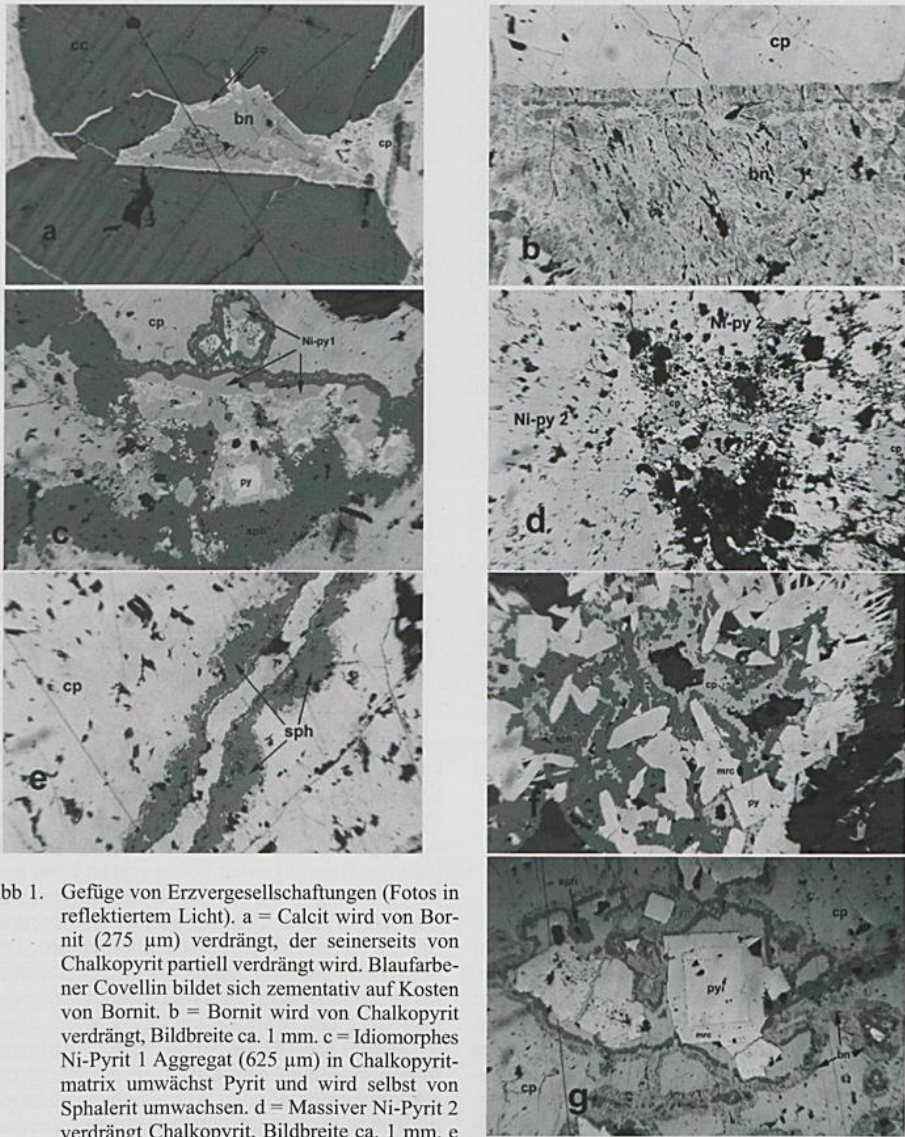 cc
cp
bn
cv
cp
a
cp
bn
b
cp
Ni-py1
py
sph
c
Ni-py 2
Ni-py 2
cp
cp
d
cp
sph
e
cp
mrc
py
f
sph
cp
py
mrc
bn
cp
g
bb 1. Gefüge von Erzvergesellschaftungen (Fotos in
reflektiertem Licht). a = Calcit wird von Bor-
nit (275 µm) verdrängt, der seinerseits von
Chalkopyrit partiell verdrängt wird. Blaufarbe-
ner Covellin bildet sich zementativ auf Kosten
von Bornit. b = Bornit wird von Chalkopyrit
verdrängt, Bildbreite ca. 1 mm. c = Idiomorphes
Ni-Pyrit 1 Aggregat (625 µm) in Chalkopyrit-
matrix umwächst Pyrit und wird selbst von
Sphalerit umwachsen. d = Massiver Ni-Pyrit 2
verdrängt Chalkopyrit, Bildbreite ca. 1 mm. e